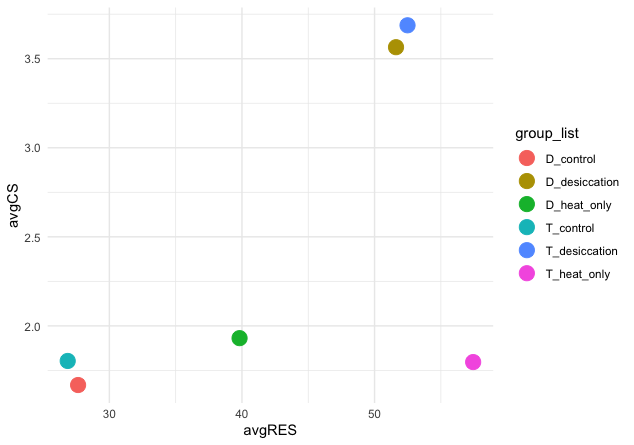 3.5
3.0
2.5
2.0
avgCS
30
40
50
avgRES
group_list
D_control
D_desiccation
D_heat_only
T_control
T_desiccation
T_heat_only